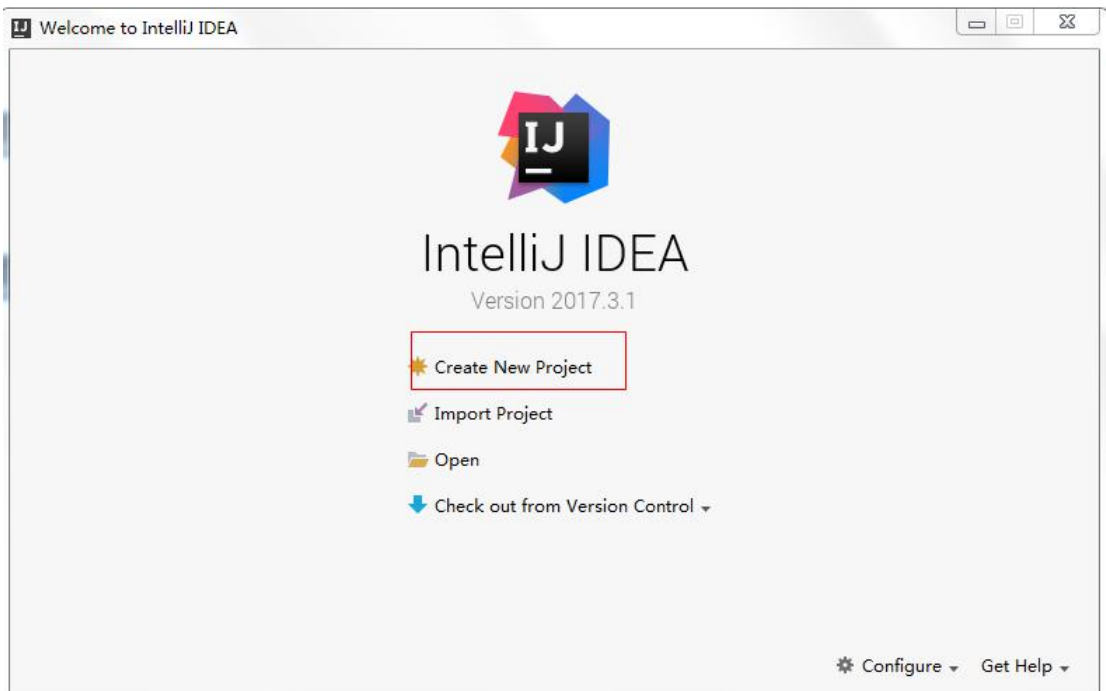 Welcome to IntelliJ IDEA
IJ
IntelliJ IDEA
Version 2017.3.1
Create New Project
Import Project
Open
Check out from Version Control
Configure
Get Help